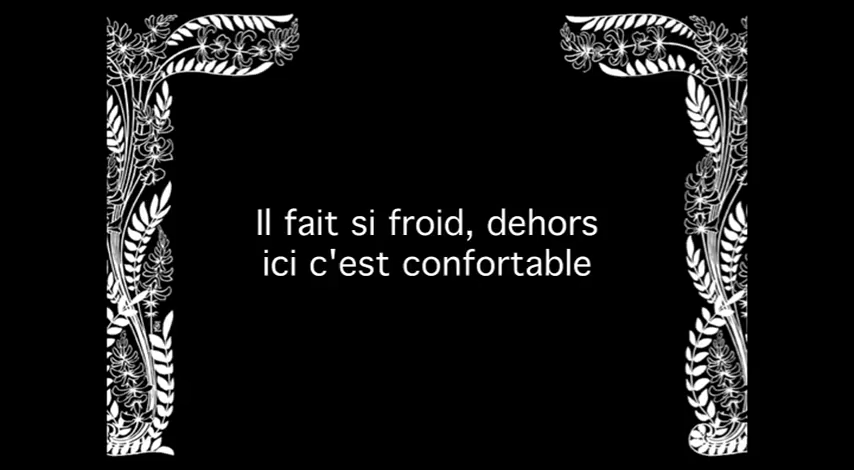 Il fait si froid, dehors
ici c'est confortable